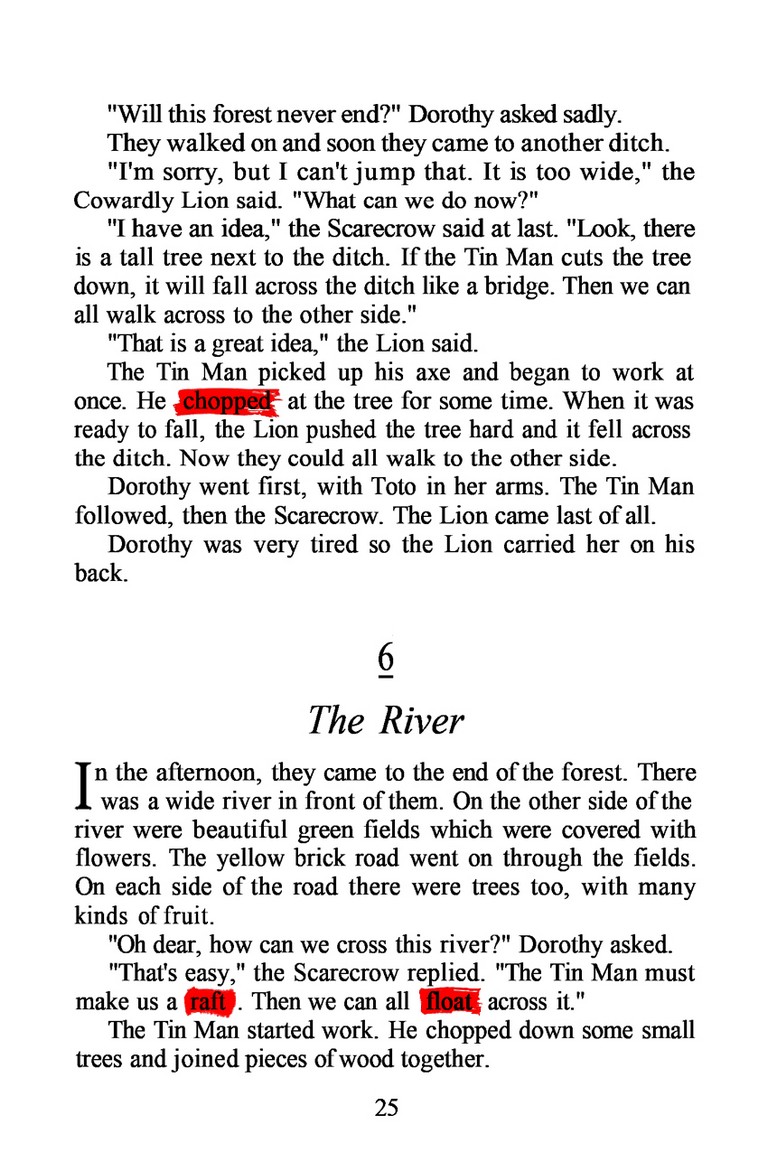 "Will this forest never end?" Dorothy asked sadly.
They walked on and soon they came to another ditch.
"I'm sorry, but I can't jump that. It is too wide," the
Cowardly Lion said. "What can we do now?"
"I have an idea," the Scarecrow said at last. "Look, there
is a tall tree next to the ditch. If the Tin Man cuts the tree
down, it will fall across the ditch like a bridge. Then we can
all walk across to the other side."
"That is a great idea," the Lion said.
The Tin Man picked up his axe and began to work at
once. He chopped at the tree for some time. When it was
ready to fall, the Lion pushed the tree hard and it fell across
the ditch. Now they could all walk to the other side.
Dorothy went first, with Toto in her arms. The Tin Man
followed, then the Scarecrow. The Lion came last of all.
Dorothy was very tired so the Lion carried her on his
back.
6
The River
In the afternoon, they came to the end of the forest. There
was a wide river in front of them. On the other side of the
river were beautiful green fields which were covered with
flowers. The yellow brick road went on through the fields.
On each side of the road there were trees too, with many
kinds of fruit.
"Oh dear, how can we cross this river?" Dorothy asked.
"That's easy," the Scarecrow replied. "The Tin Man must
make us a raft. Then we can all float across it."
The Tin Man started work. He chopped down some small
trees and joined pieces of wood together.
25